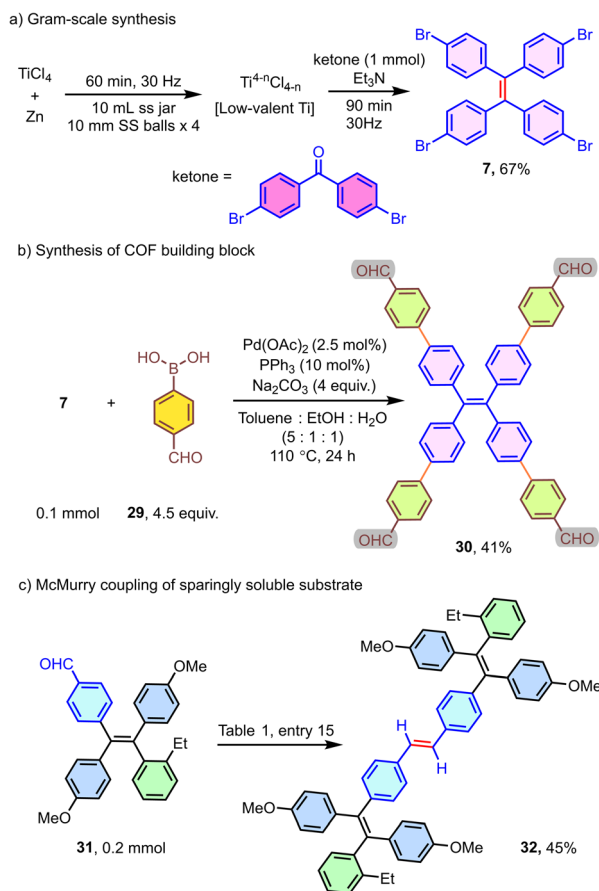 a) Gram-scale synthesis
TiCl4
+
Zn
60 min, 30 Hz
10 mL ss jar
10 mm SS balls x 4
Ti⁴⁻ⁿCl₄₋ₙ
[Low-valent Ti]
ketone (1 mmol)
Et₃N
90 min
30Hz
Br
Br
Br
Br
7, 67%
ketone =
O
Br
Br
b) Synthesis of COF building block
7
+
HO
OH
B
CHO
0.1 mmol
29, 4.5 equiv.
Pd(OAc)₂ (2.5 mol%)
PPh₃ (10 mol%)
Na₂CO₃ (4 equiv.)
Toluene : EtOH : H₂O
(5 : 1 : 1)
110 °C, 24 h
OHC
CHO
OHC
CHO
30, 41%
c) McMurry coupling of sparingly soluble substrate
OHC
OMe
Et
MeO
31, 0.2 mmol
Table 1, entry 15
Et
MeO
OMe
H
H
MeO
OMe
Et
32, 45%